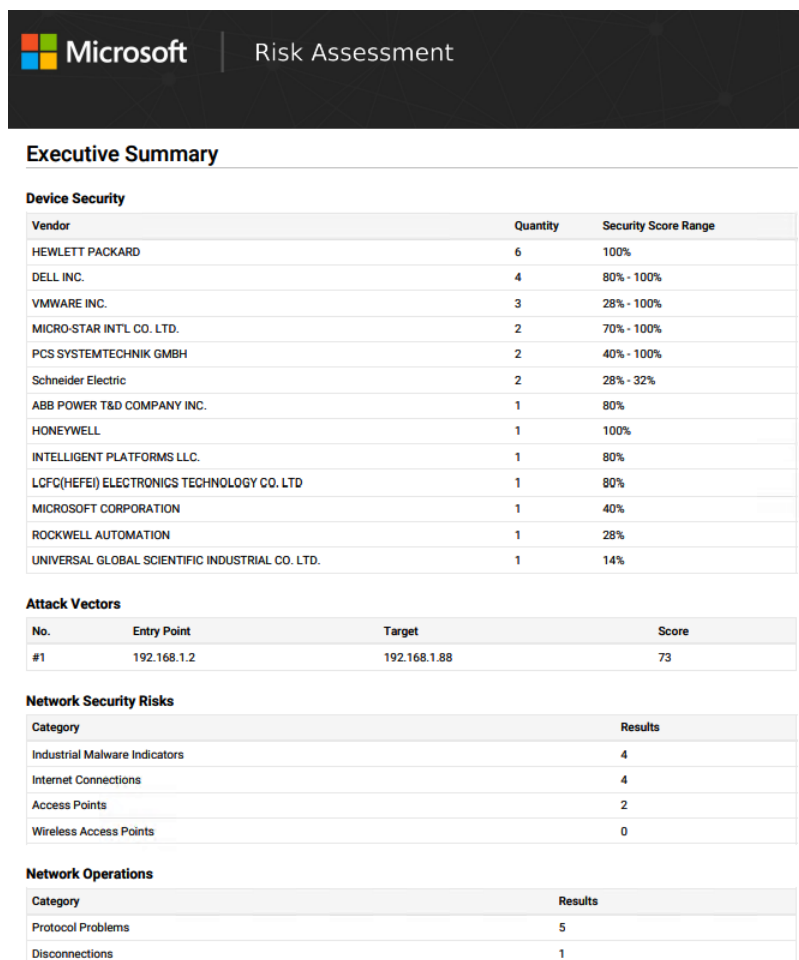 Microsoft Risk Assessment
Executive Summary
Device Security
Vendor Quantity Security Score Range
HEWLETT PACKARD 6 100%
DELL INC. 4 80% - 100%
VMWARE INC. 3 28% - 100%
MICRO-STAR INT'L CO. LTD. 2 70% - 100%
PCS SYSTEMTECHNIK GMBH 2 40% - 100%
Schneider Electric 2 28% - 32%
ABB POWER T&D COMPANY INC. 1 80%
HONEYWELL 1 100%
INTELLIGENT PLATFORMS LLC. 1 80%
LCFC(HEFEI) ELECTRONICS TECHNOLOGY CO. LTD 1 80%
MICROSOFT CORPORATION 1 40%
ROCKWELL AUTOMATION 1 28%
UNIVERSAL GLOBAL SCIENTIFIC INDUSTRIAL CO. LTD. 1 14%
Attack Vectors
No. Entry Point Target Score
#1 192.168.1.2 192.168.1.88 73
Network Security Risks
Category Results
Industrial Malware Indicators 4
Internet Connections 4
Access Points 2
Wireless Access Points 0
Network Operations
Category Results
Protocol Problems 5
Disconnections 1